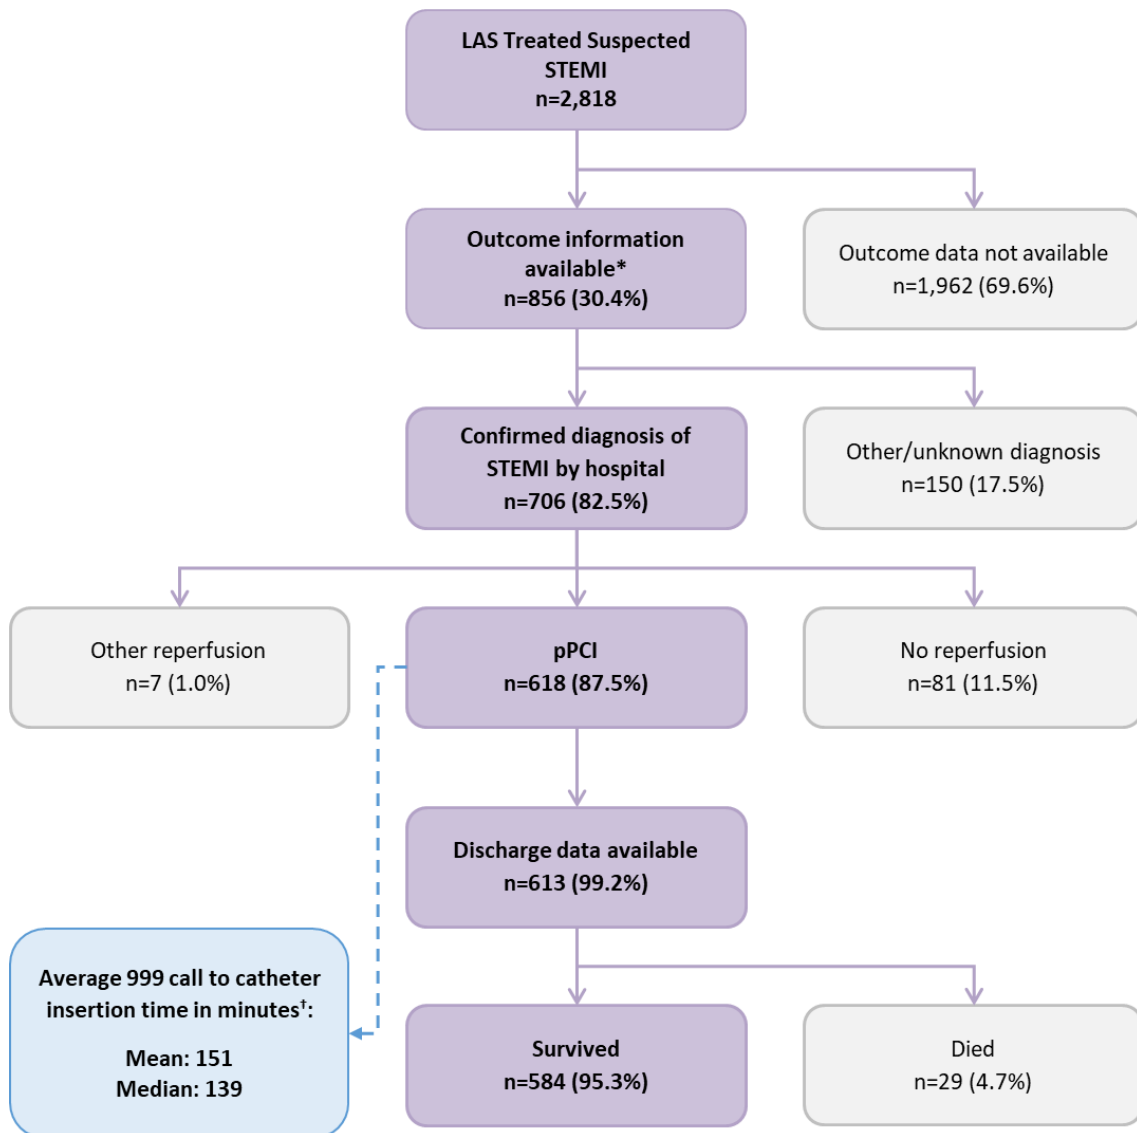 LAS Treated Suspected
STEMI
n=2,818
Outcome information
available*
n=856 (30.4%)
Outcome data not available
n=1,962 (69.6%)
Confirmed diagnosis of
STEMI by hospital
n=706 (82.5%)
Other/unknown diagnosis
n=150 (17.5%)
Other reperfusion
n=7 (1.0%)
pPCI
n=618 (87.5%)
No reperfusion
n=81 (11.5%)
Discharge data available
n=613 (99.2%)
Average 999 call to catheter
insertion time in minutes†:
Mean: 151
Median: 139
Survived
n=584 (95.3%)
Died
n=29 (4.7%)